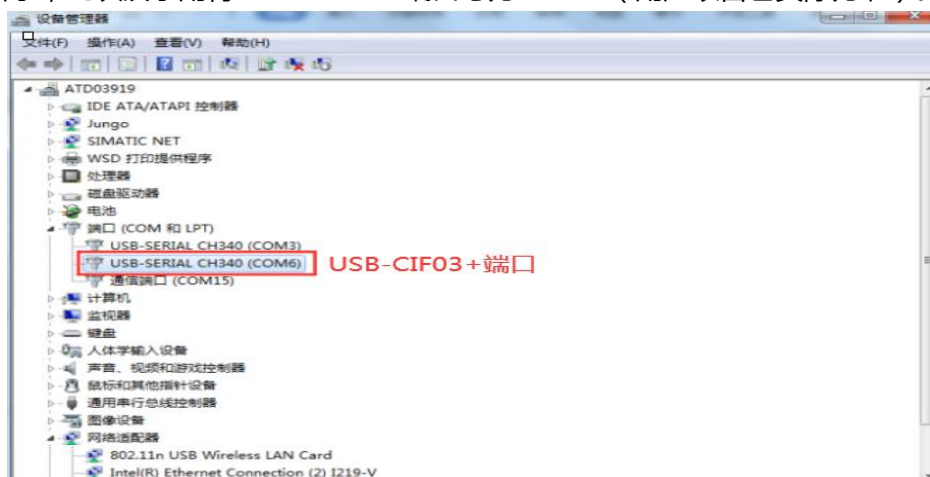 设备管理器
文件(F) 操作(A) 查看(V) 帮助(H)
ATD03919
IDE ATA/ATAPI 控制器
Jungo
SIMATIC NET
WSD 打印提供程序
处理器
磁盘驱动器
电池
端口 (COM 和 LPT)
USB-SERIAL CH340 (COM3)
USB-SERIAL CH340 (COM6) USB-CIF03+端口
通信端口 (COM15)
计算机
监视器
键盘
人体学输入设备
声音、视频和游戏控制器
鼠标和其他指针设备
通用串行总线控制器
图像设备
网络适配器
802.11n USB Wireless LAN Card
Intel(R) Ethernet Connection (2) I219-V